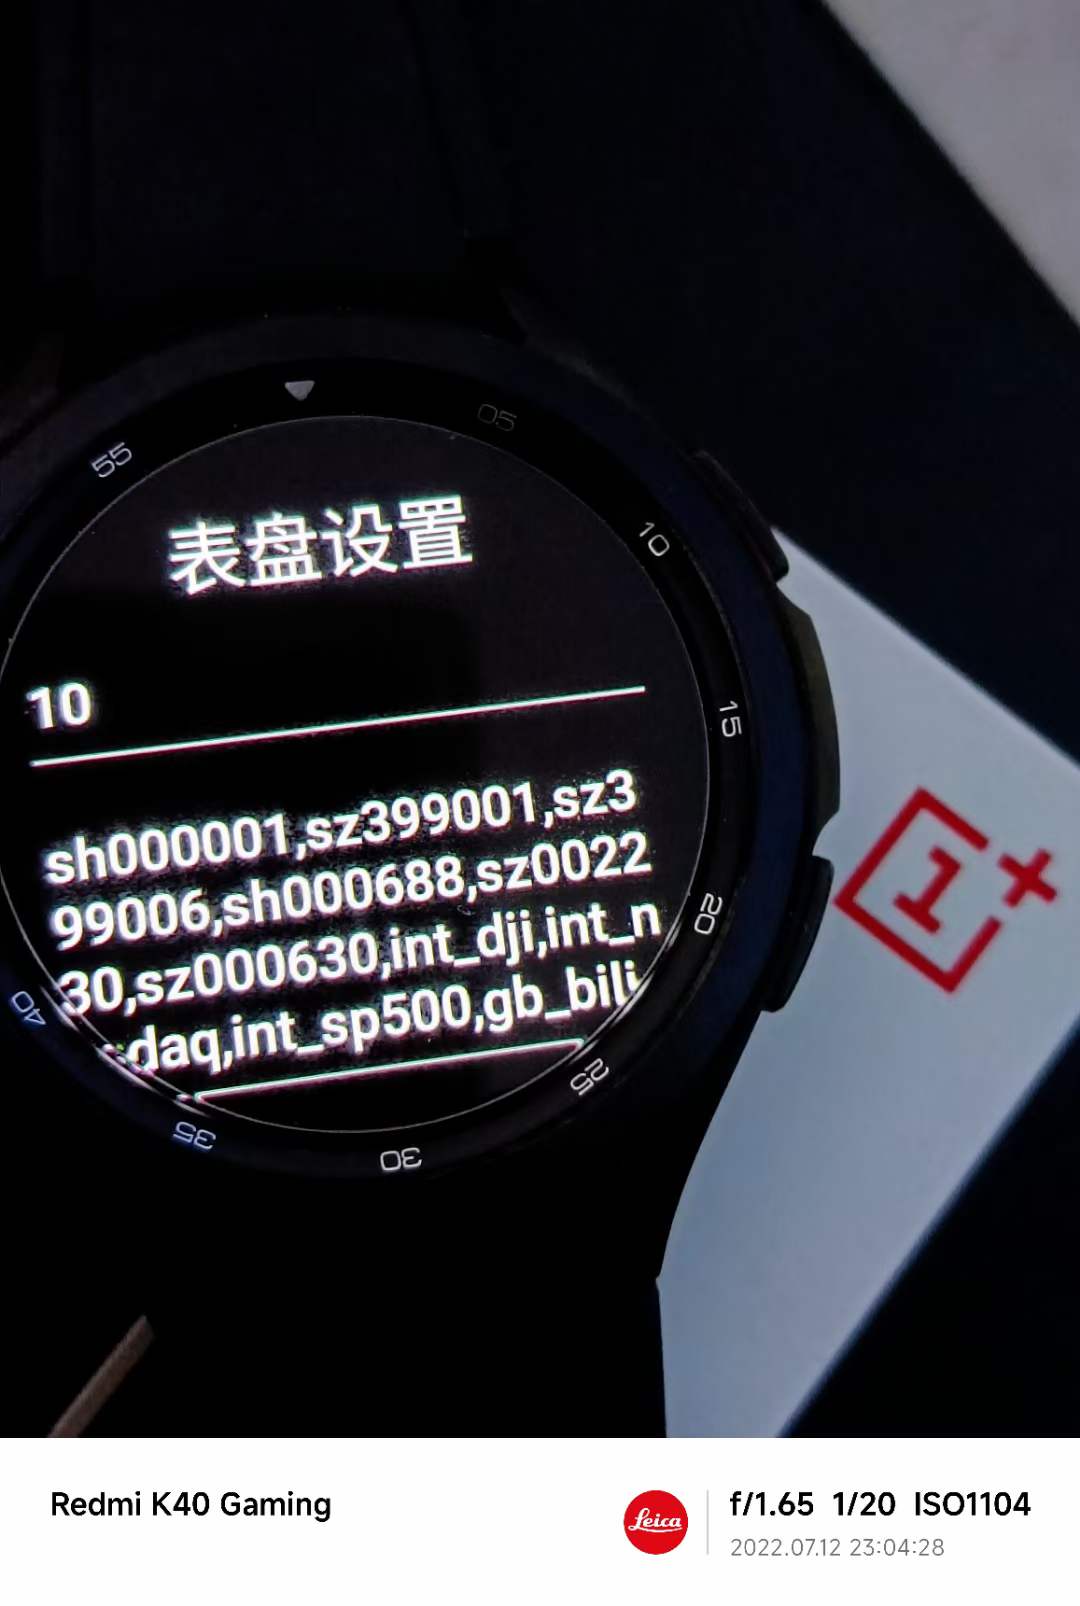 05
55
10
表盘设置
10
15
sh000001,sz399001,sz3
99006,sh000688,sz0022
30,sz000630,int_dji,int_n
daq,int_sp500,gb_bili
20
40
25
35
30
1+
Redmi K40 Gaming
Leica
f/1.65 1/20 ISO1104
2022.07.12 23:04:28